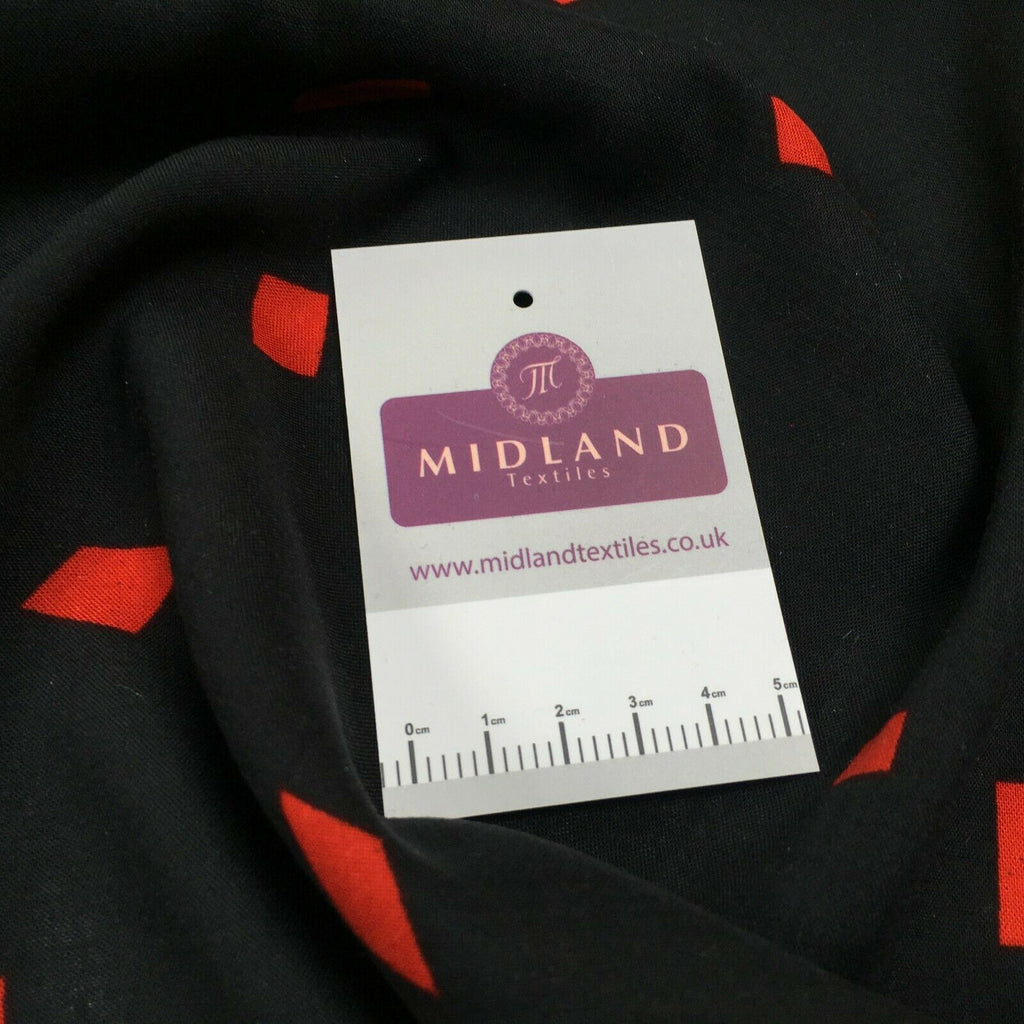 M
MIDLAND
Textiles
www.midlandtextiles.co.uk
0cm 1cm 2cm 3cm 4cm 5cm